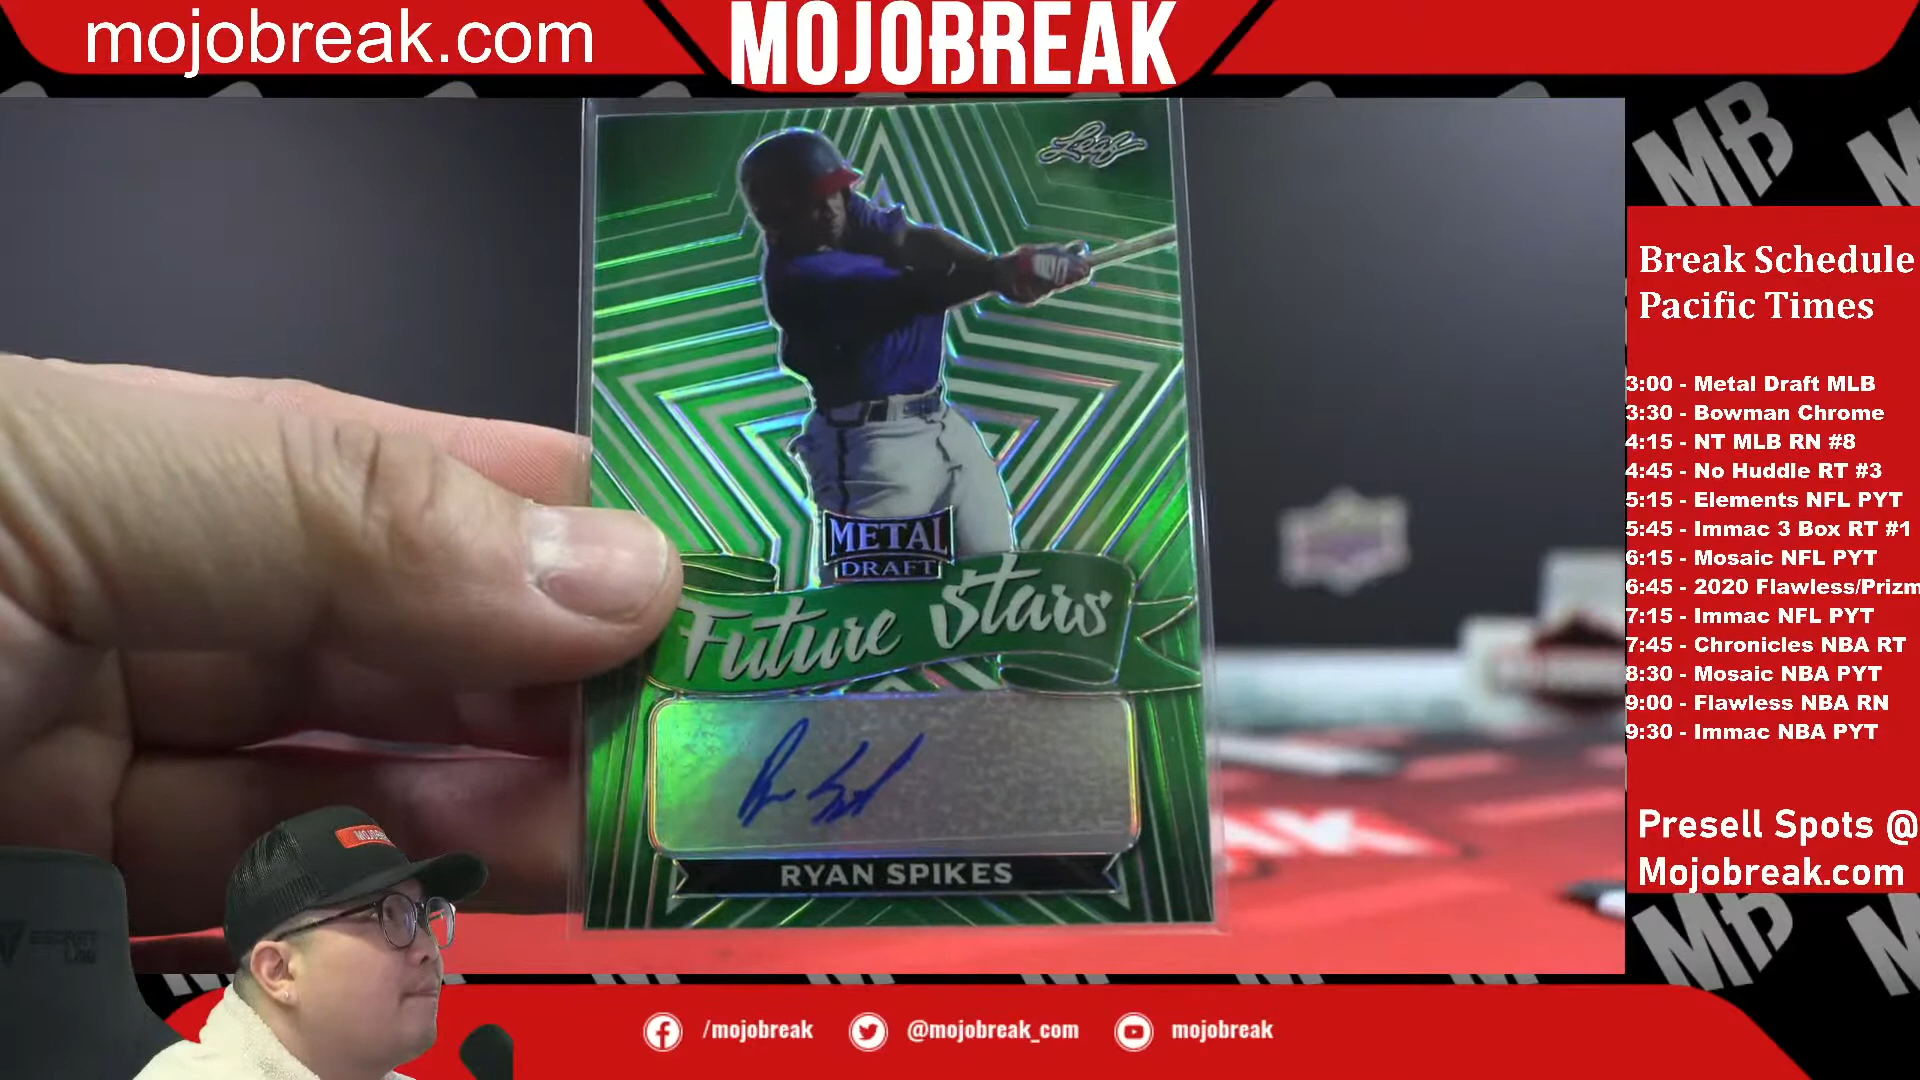 mojobreak.com
MOJOBREAK
Leaf
METAL
DRAFT
Future Stars
RYAN SPIKES
Break Schedule
Pacific Times
3:00 - Metal Draft MLB
3:30 - Bowman Chrome
4:15 - NT MLB RN #8
4:45 - No Huddle RT #3
5:15 - Elements NFL PYT
5:45 - Immac 3 Box RT #1
6:15 - Mosaic NFL PYT
6:45 - 2020 Flawless/Prizm
7:15 - Immac NFL PYT
7:45 - Chronicles NBA RT
8:30 - Mosaic NBA PYT
9:00 - Flawless NBA RN
9:30 - Immac NBA PYT
Presell Spots @
Mojobreak.com
MB
MB
/mojobreak
@mojobreak_com
mojobreak